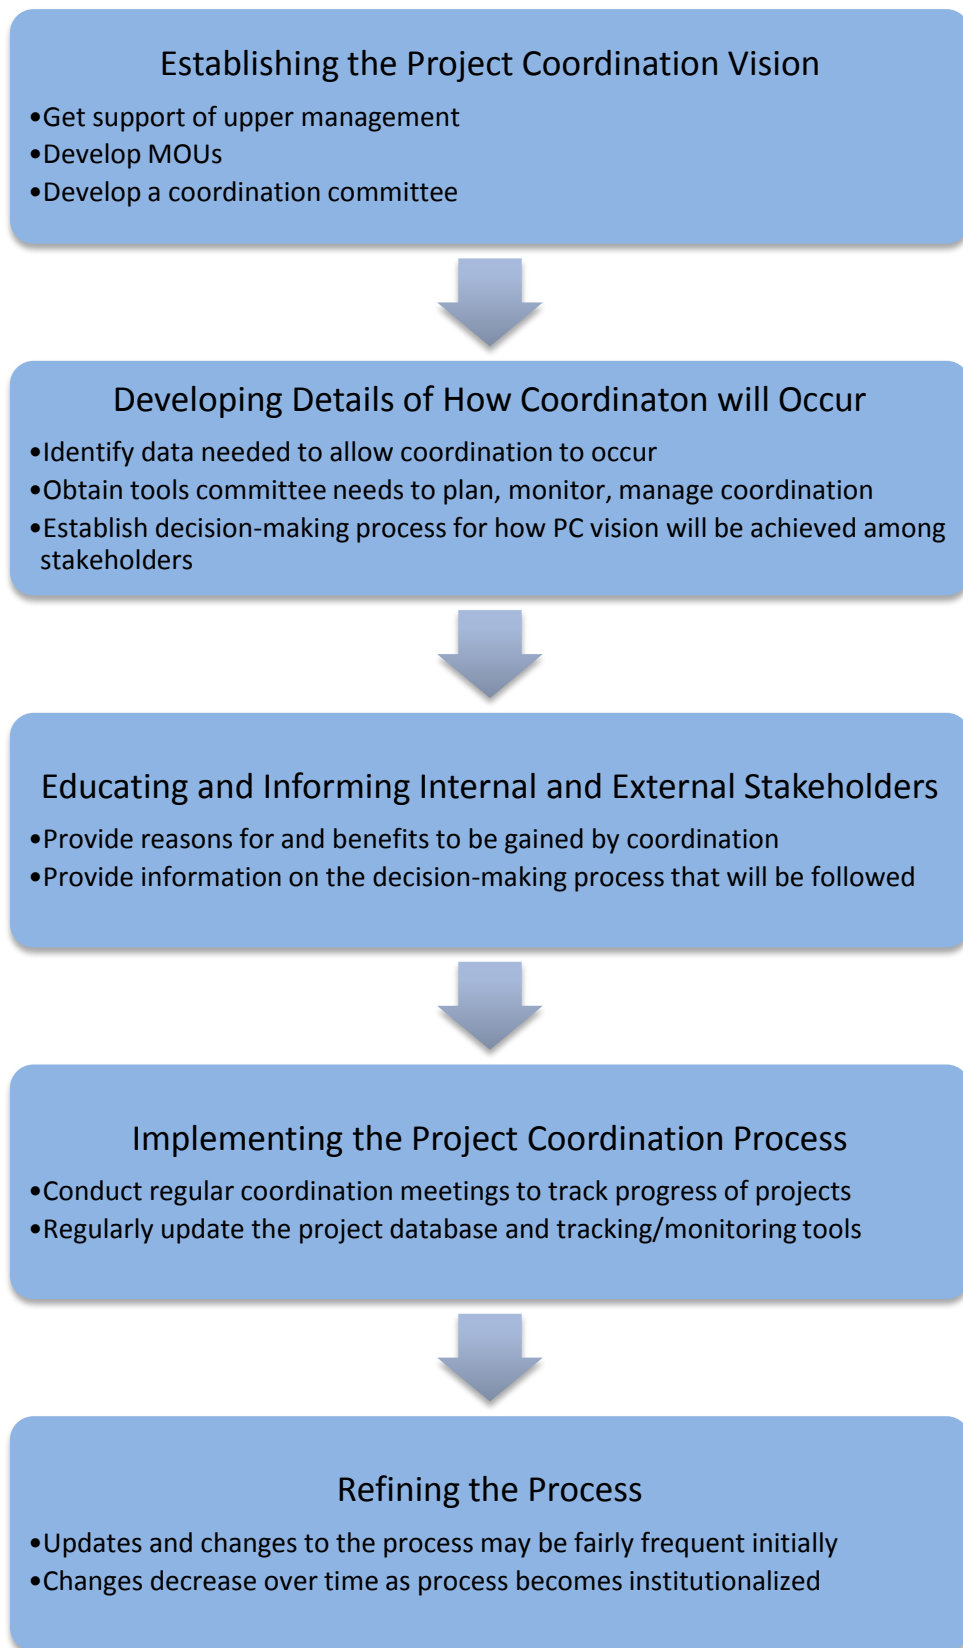 Establishing the Project Coordination Vision
•Get support of upper management
•Develop MOUs
•Develop a coordination committee
Developing Details of How Coordinaton will Occur
•Identify data needed to allow coordination to occur
•Obtain tools committee needs to plan, monitor, manage coordination
•Establish decision-making process for how PC vision will be achieved among
stakeholders
Educating and Informing Internal and External Stakeholders
•Provide reasons for and benefits to be gained by coordination
•Provide information on the decision-making process that will be followed
Implementing the Project Coordination Process
•Conduct regular coordination meetings to track progress of projects
•Regularly update the project database and tracking/monitoring tools
Refining the Process
•Updates and changes to the process may be fairly frequent initially
•Changes decrease over time as process becomes institutionalized